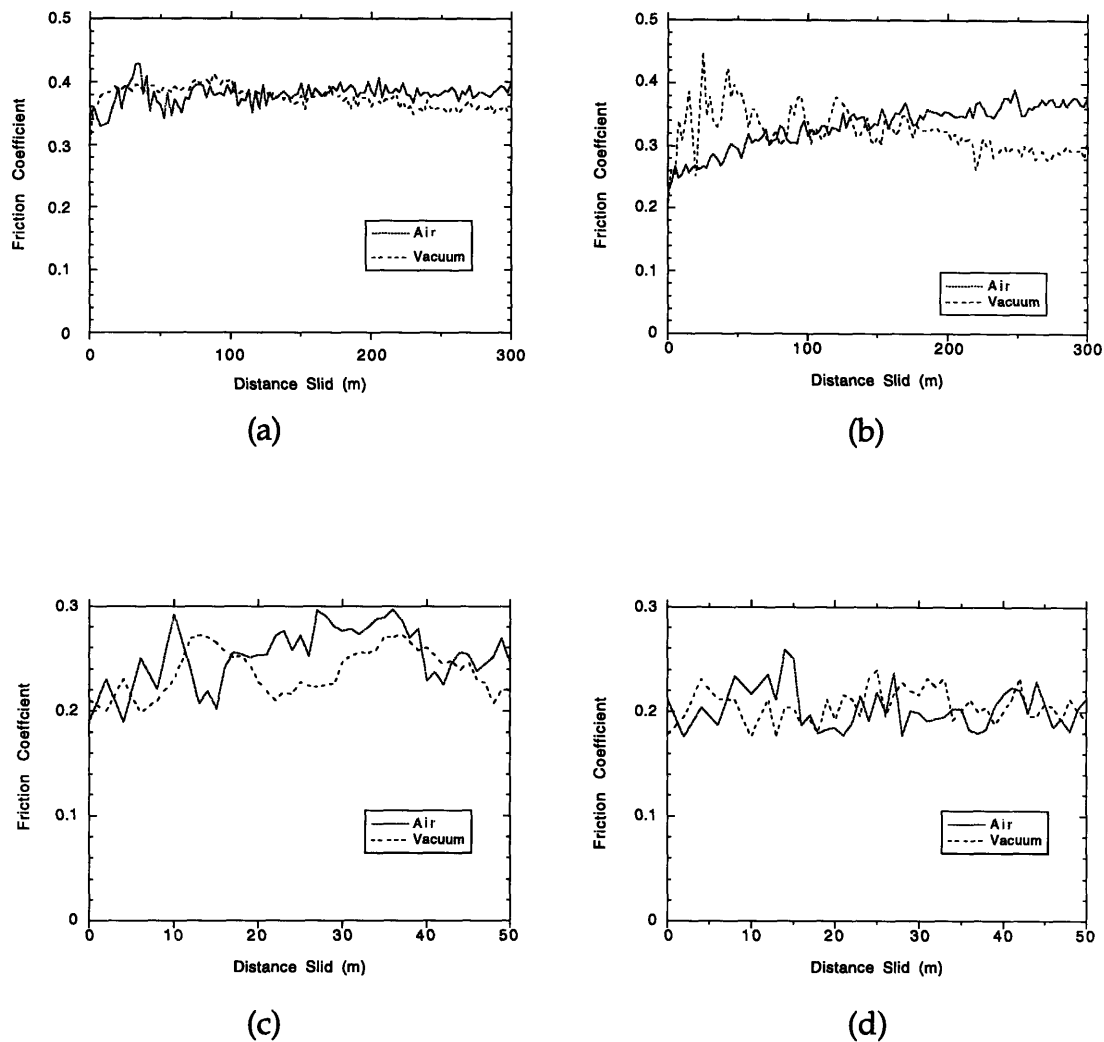 0.5
0.4
0.3
0.2
0.1
0
Friction Coefficient
Air
Vacuum
0 100 200 300
Distance Slid (m)
(a)
0.5
0.4
0.3
0.2
0.1
0
Friction Coefficient
Air
Vacuum
0 100 200 300
Distance Slid (m)
(b)
0.3
0.2
0.1
0
Friction Coeffcient
Air
Vacuum
0 10 20 30 40 50
Distance Slid (m)
(c)
0.3
0.2
0.1
0
Friction Coefficient
Air
Vacuum
0 10 20 30 40 50
Distance Slid (m)
(d)